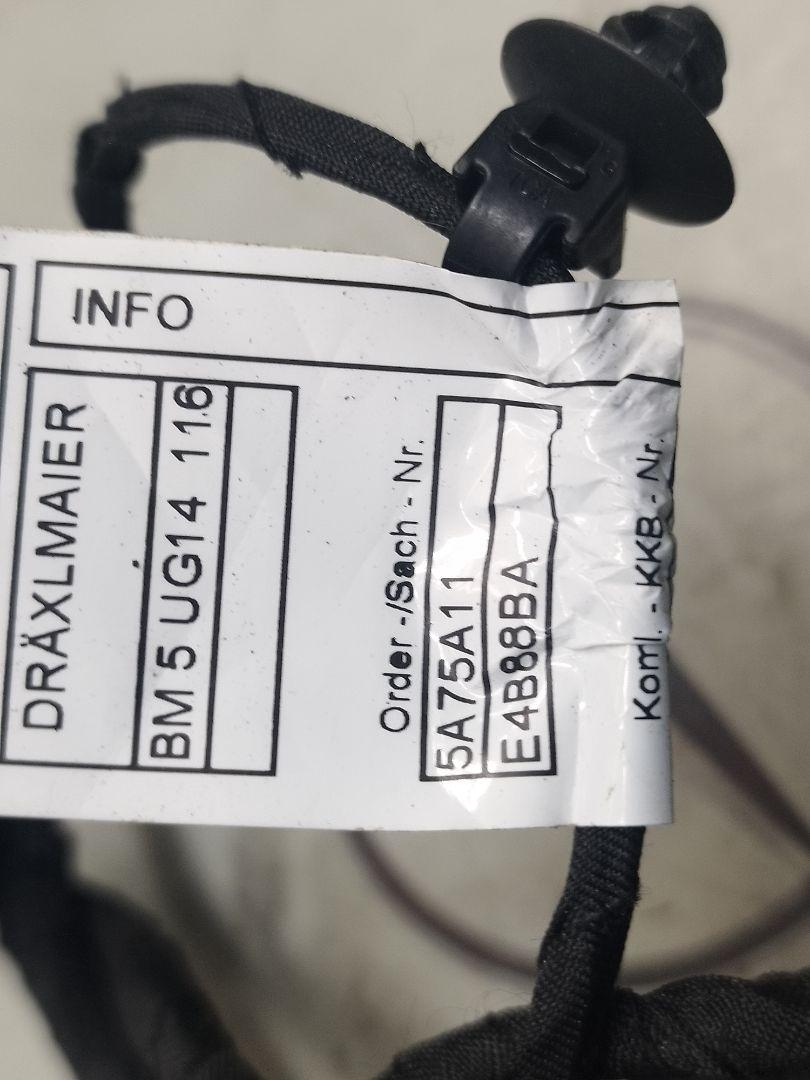 INFO
DRÄXLMAIER
BM 5 UG14 116
Order -/Sach - Nr.
5A75A11
E4B88BA
Koml. - KKB - Nr.